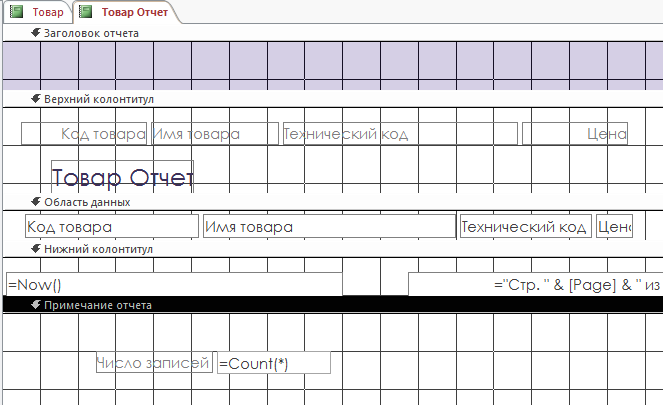 Товар Товар Отчет
Заголовок отчета
Верхний колонтитул
Код товара Имя товара Технический код Цена
Товар Отчет
Область данных
Код товара Имя товара Технический код Цена
Нижний колонтитул
=Now() ="Стр. " & [Page] & " из
Примечание отчета
Число записей =Count(*)